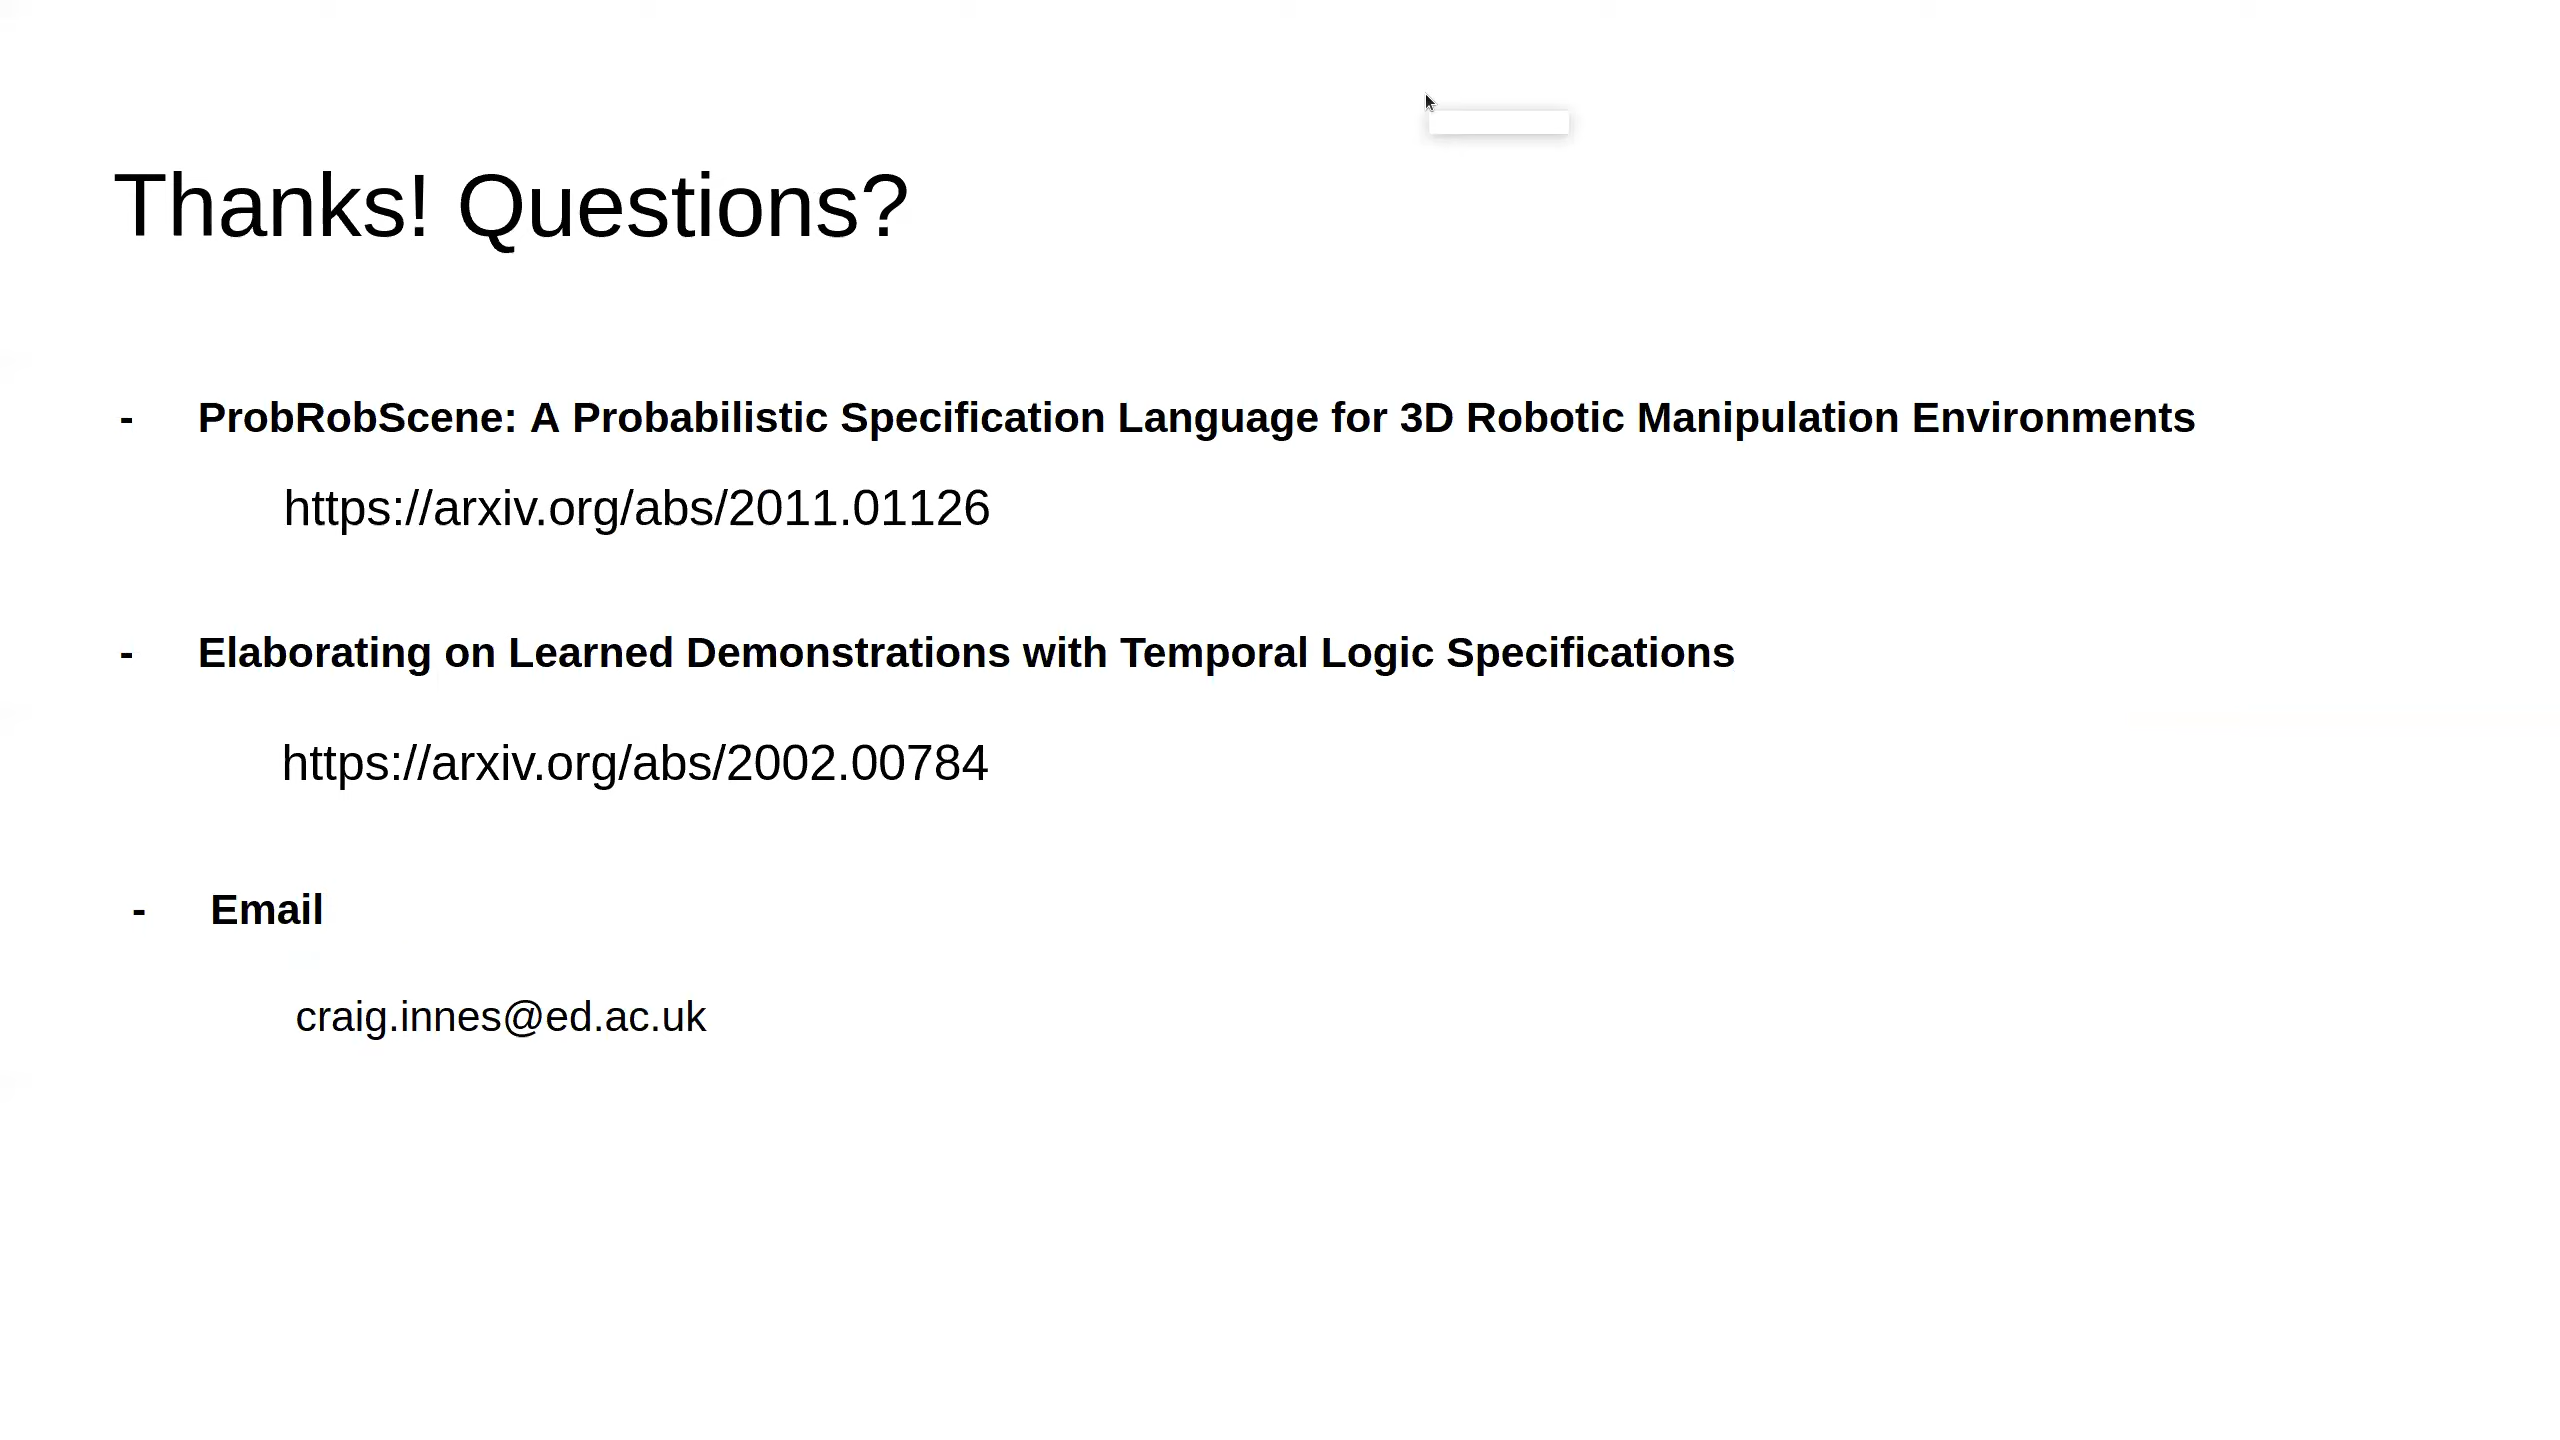 Thanks! Questions?
- ProbRobScene: A Probabilistic Specification Language for 3D Robotic Manipulation Environments
https://arxiv.org/abs/2011.01126
- Elaborating on Learned Demonstrations with Temporal Logic Specifications
https://arxiv.org/abs/2002.00784
- Email
craig.innes@ed.ac.uk